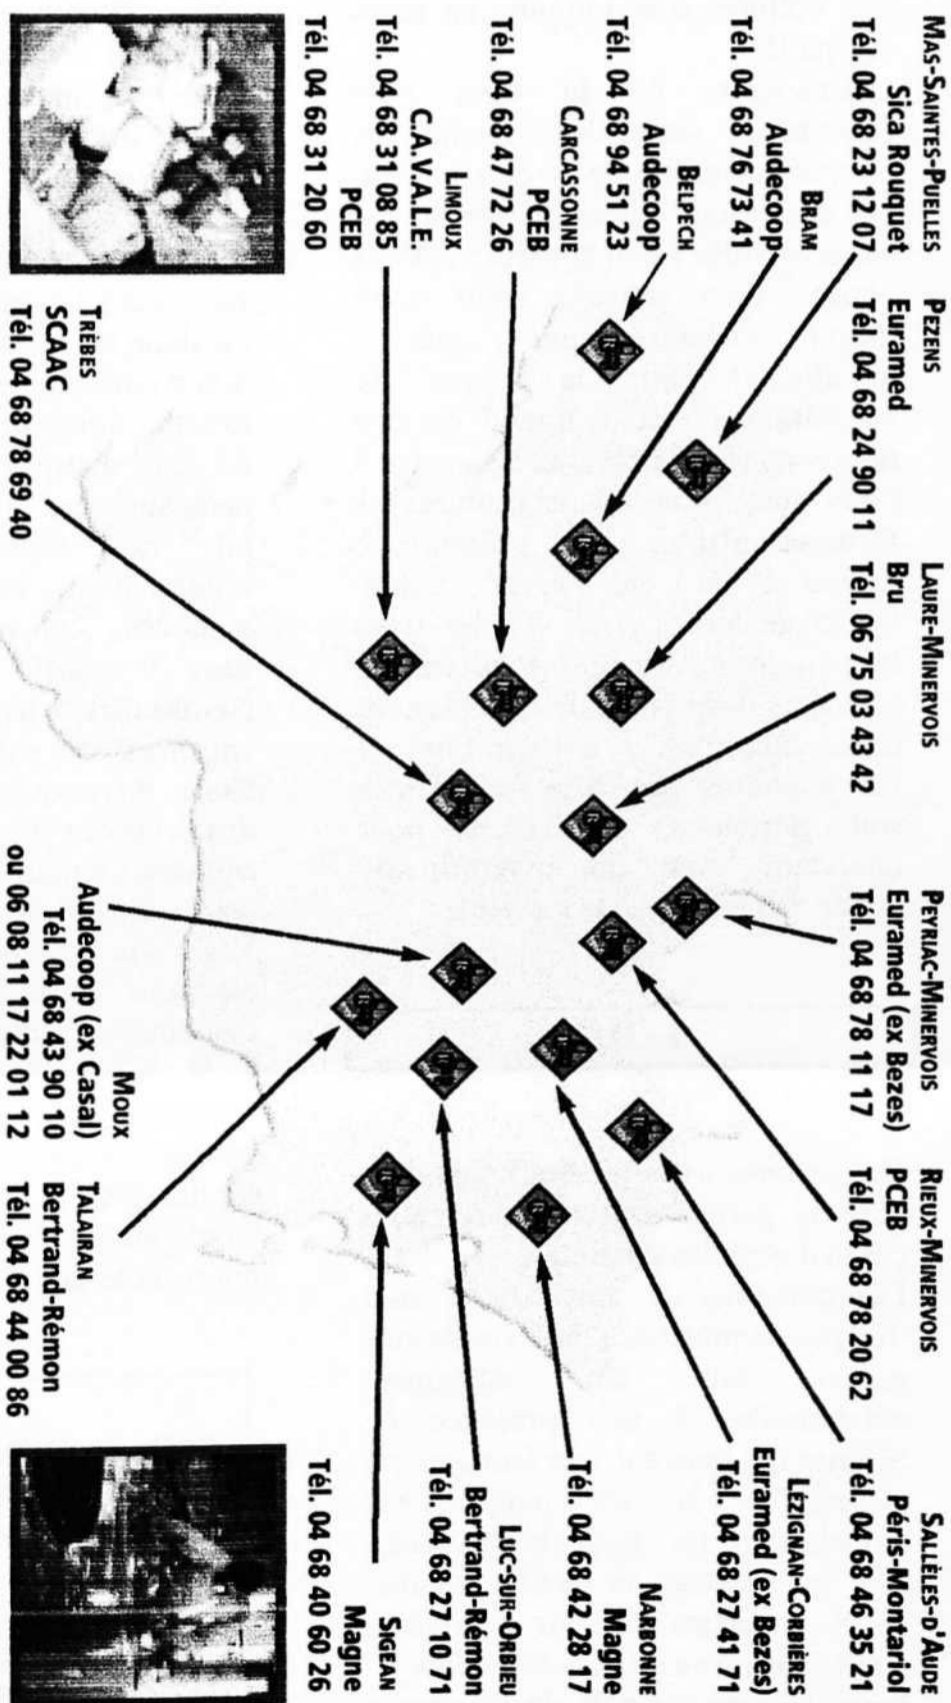 MAS-SAINTES-PUELLES
Sica Rouquet
Tél. 04 68 23 12 07
PEZENS
Euramed
Tél. 04 68 24 90 11
LAURE-MINERVOIS
Bru
Tél. 06 75 03 43 42
PEYRIAC-MINERVOIS
Euramed (ex Bezes)
Tél. 04 68 78 11 17
RIEUX-MINERVOIS
PCEB
Tél. 04 68 78 20 62
SALLÈLES-D'AUDE
Péris-Montariol
Tél. 04 68 46 35 21
BRAM
Audecoop
Tél. 04 68 76 73 41
BELPECH
Audecoop
Tél. 04 68 94 51 23
CARCASSONNE
PCEB
Tél. 04 68 47 72 26
LIMOUX
C.A.V.A.L.E.
Tél. 04 68 31 08 85
PCEB
Tél. 04 68 31 20 60
LÉZIGNAN-CORBIÈRES
Euramed (ex Bezes)
Tél. 04 68 27 41 71
NARBONNE
Magne
Tél. 04 68 42 28 17
LUC-SUR-ORBIEU
Bertrand-Rémon
Tél. 04 68 27 10 71
SIGEAN
Magne
Tél. 04 68 40 60 26
TRÈBES
SCAAC
Tél. 04 68 78 69 40
MOUX
Audecoop (ex Casal)
Tél. 04 68 43 90 10
ou 06 08 11 17 22 01 12
TALAIRAN
Bertrand-Rémon
Tél. 04 68 44 00 86